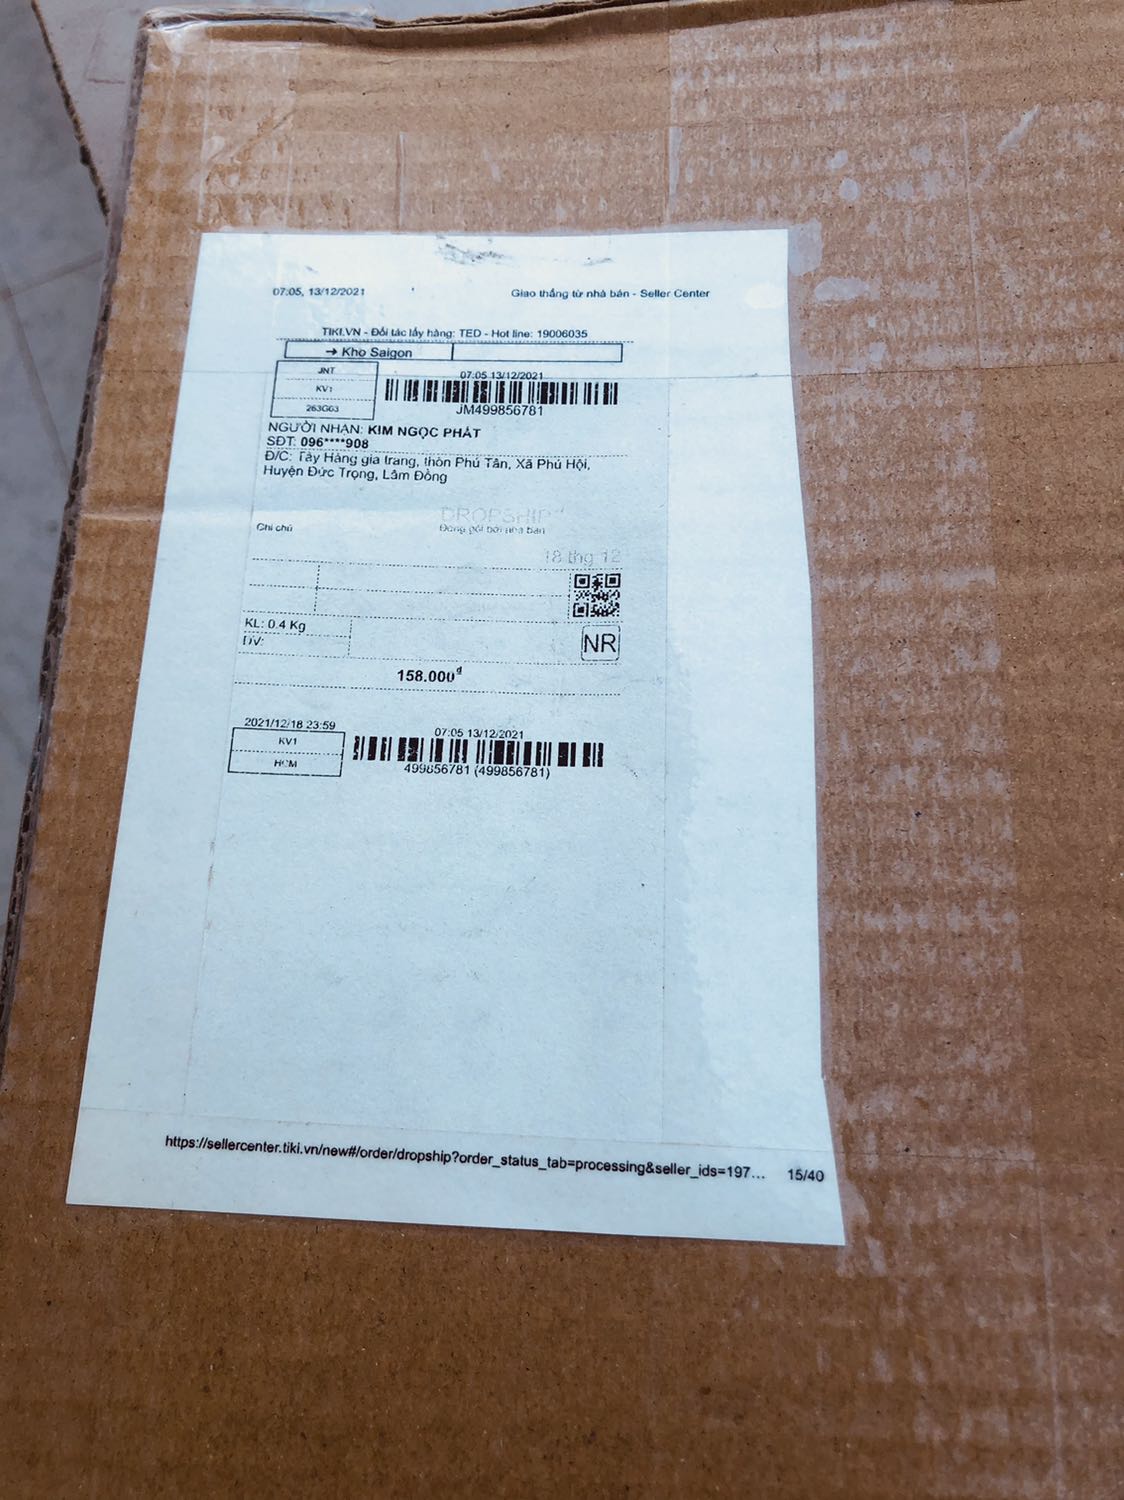 07:05, 13/12/2021
Giao thẳng từ nhà bán - Seller Center
TIKI.VN - Đối tác lấy hàng: TED - Hot line: 19006035
➔ Kho Saigon
JNT
KV1
263G03
07:05 13/12/2021
JM499856781
NGƯỜI NHẬN: KIM NGỌC PHÁT
SĐT: 096****908
Đ/C: Tây Hàng gia trang, thôn Phú Tân, Xã Phú Hội,
Huyện Đức Trọng, Lâm Đồng
DROPSHIP
Ghi chú
Đóng gói bởi nhà bán
18 thg 12
KL: 0.4 Kg
DV:
NR
158.000đ
2021/12/18 23:59
KV1
HCM
07:05 13/12/2021
499856781 (499856781)
https://sellercenter.tiki.vn/new#/order/dropship?order_status_tab=processing&seller_ids=197...
15/40